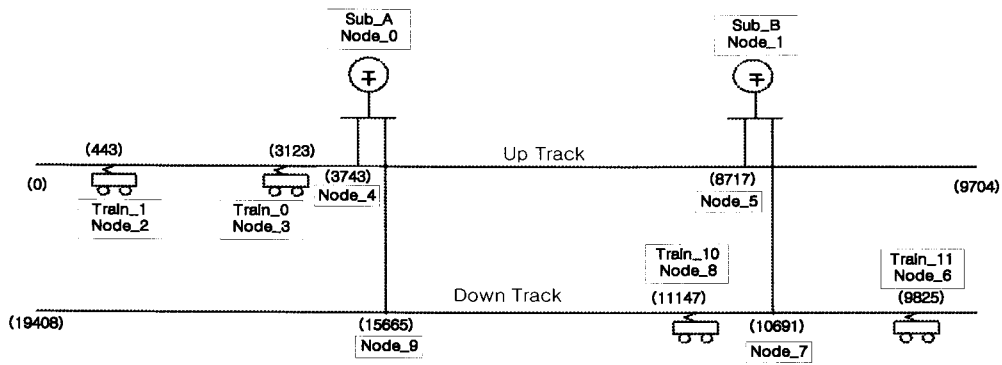 Sub_A
Node_0
Sub_B
Node_1
(443)
(3123)
Up Track
(0)
(3743)
(8717)
(9704)
Node_4
Node_5
Train_1
Node_2
Train_0
Node_3
Train_10
Node_8
Train_11
Node_6
Down Track
(11147)
(9825)
(19408)
(15665)
(10691)
Node_9
Node_7